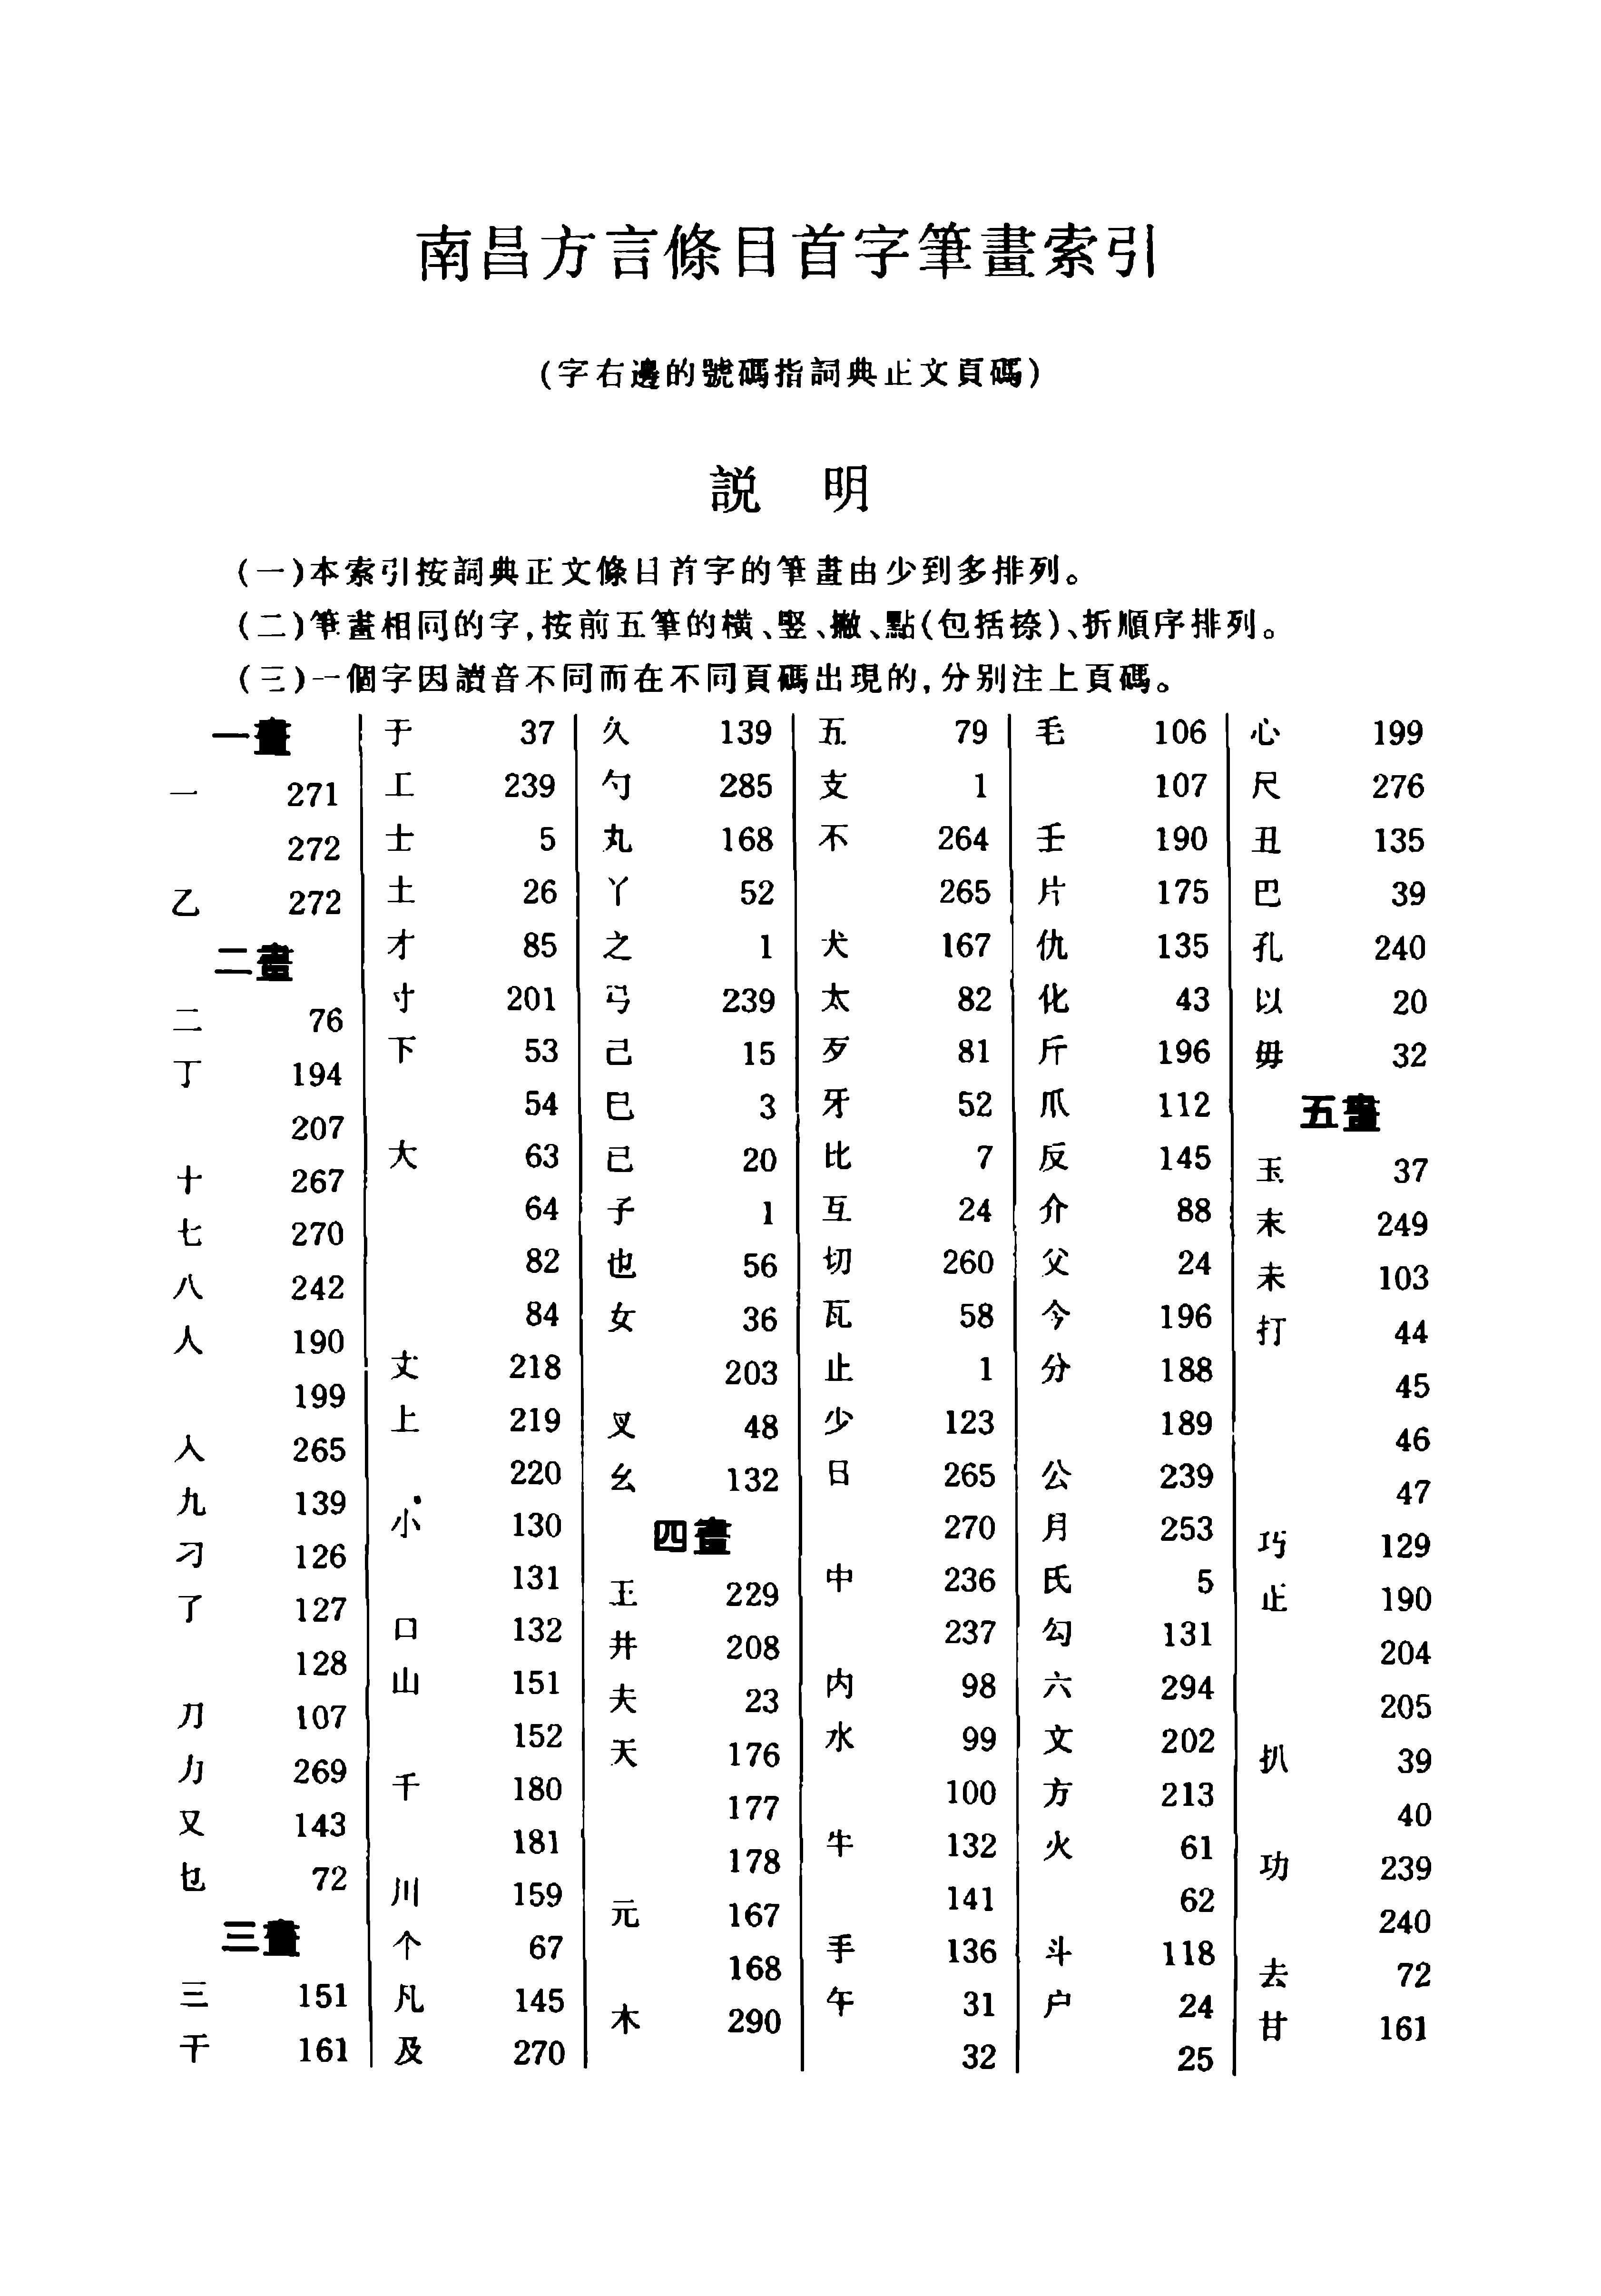 南昌方言條目首字筆畫索引
(字右邊的號碼指詞典正文頁碼)
説 明
(一)本索引按詞典正文條目首字的筆畫由少到多排列。
(二)筆畫相同的字,按前五筆的横、竪、撇、點(包括捺)、折順序排列。
(三)一個字因讀音不同而在不同頁碼出現的,分别注上頁碼。
一畫
一 271
272
乙 272
二畫
二 76
丁 194
207
十 267
七 270
八 242
人 190
199
入 265
九 139
刁 126
了 127
128
刀 107
力 269
又 143
乜 72
三畫
三 151
干 161
于 37
工 239
士 5
土 26
才 85
寸 201
下 53
54
大 63
64
82
84
丈 218
上 219
220
小 130
131
口 132
山 151
152
千 180
181
川 159
个 67
凡 145
及 270
久 139
勺 285
丸 168
丫 52
之 1
弓 239
己 15
巳 3
已 20
子 1
也 56
女 36
203
叉 48
幺 132
四畫
王 229
井 208
夫 23
天 176
177
178
元 167
168
木 290
五 79
支 1
不 264
265
犬 167
太 82
歹 81
牙 52
比 7
互 24
切 260
瓦 58
止 1
少 123
日 265
270
中 236
237
内 98
水 99
100
牛 132
141
手 136
午 31
32
毛 106
107
壬 190
片 175
仇 135
化 43
斤 196
爪 112
反 145
介 88
父 24
今 196
分 188
189
公 239
月 253
氏 5
勾 131
六 294
文 202
方 213
火 61
62
斗 118
户 24
25
心 199
尺 276
丑 135
巴 39
孔 240
以 20
毋 32
五畫
玉 37
末 249
未 103
打 44
45
46
47
巧 129
正 190
204
205
扒 39
40
功 239
240
去 72
甘 161